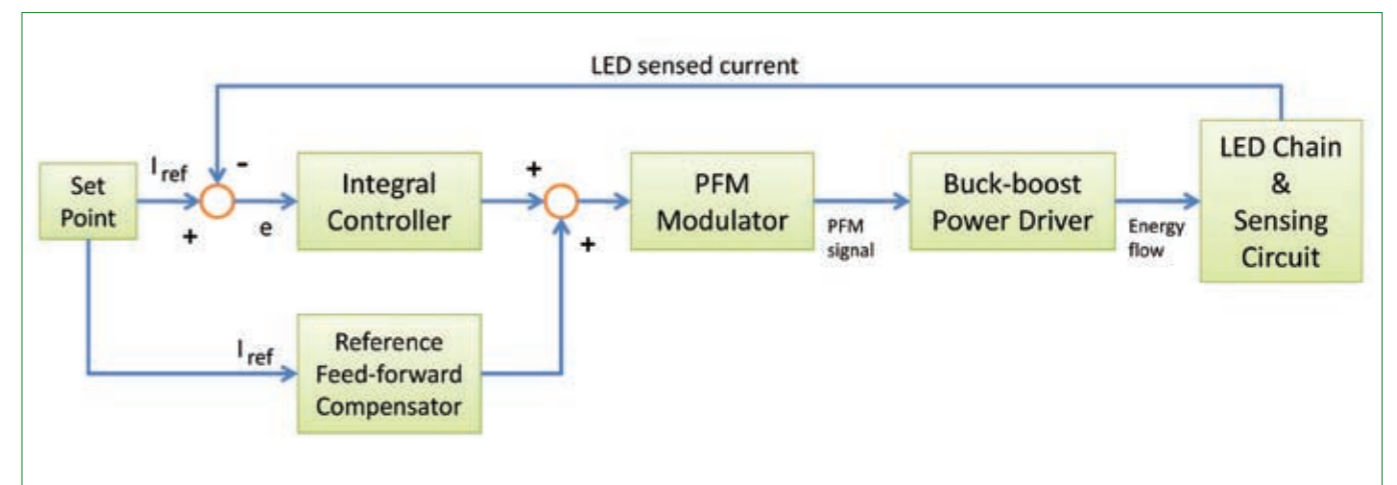 LED sensed current
Set
Point
I ref
-
+
e
Integral
Controller
+
+
PFM
Modulator
PFM
signal
Buck-boost
Power Driver
Energy
flow
LED Chain
&
Sensing
Circuit
I ref
Reference
Feed-forward
Compensator